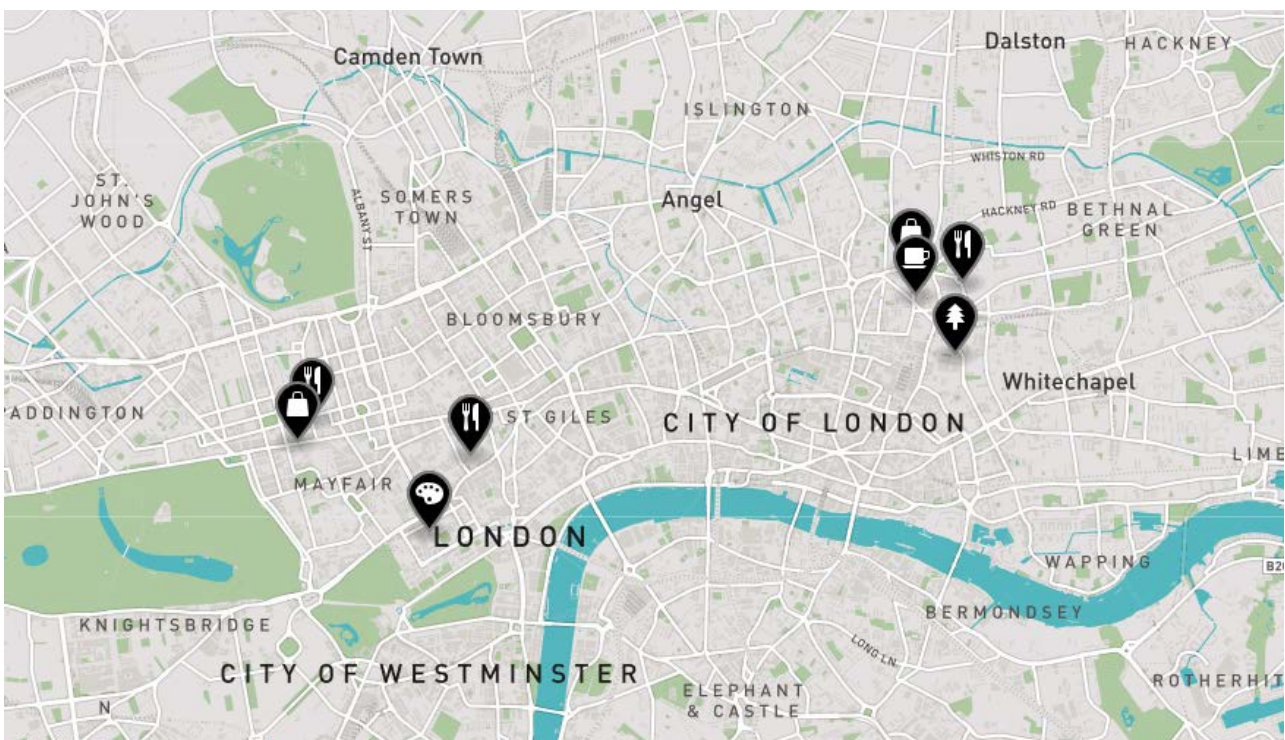 Camden Town
Dalston
HACKNEY
ISLINGTON
WHISTON RD
ST.
JOHN'S
WOOD
ALBANY ST
SOMERS
TOWN
Angel
HACKNEY RD
BETHNAL
GREEN
BLOOMSBURY
Whitechapel
ADDINGTON
ST GILES
CITY OF LONDON
LIME
MAYFAIR
LONDON
WAPPING
B20
KNIGHTSBRIDGE
BERMONDSEY
LONG LN
CITY OF WESTMINSTER
ELEPHANT
& CASTLE
ROTHERHIT
N